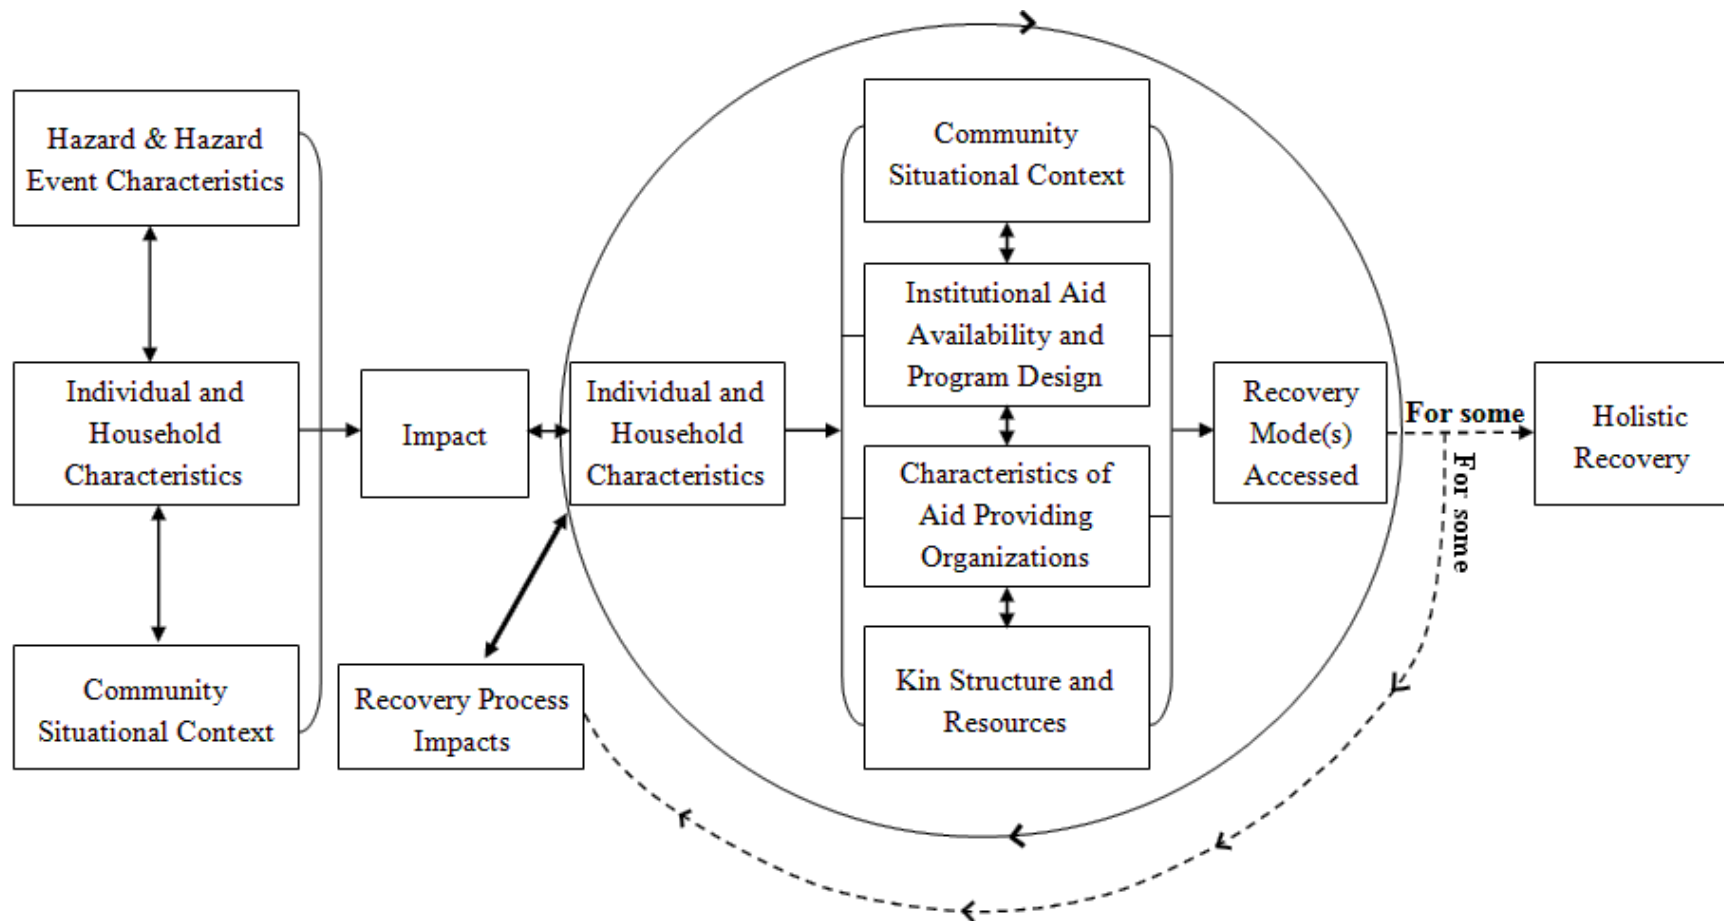 Hazard & Hazard
Event Characteristics
Individual and
Household
Characteristics
Community
Situational Context
Impact
Recovery Process
Impacts
Individual and
Household
Characteristics
Community
Situational Context
Institutional Aid
Availability and
Program Design
Characteristics of
Aid Providing
Organizations
Kin Structure and
Resources
Recovery
Mode(s)
Accessed
For some
For some
Holistic
Recovery